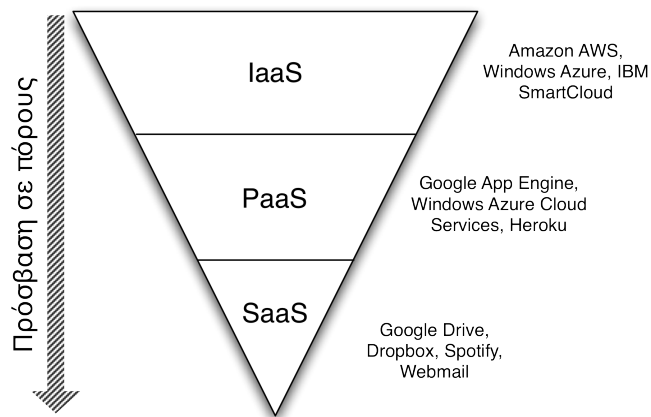 Πρόσβαση σε πόρους
IaaS
Amazon AWS,
Windows Azure, IBM
SmartCloud
PaaS
Google App Engine,
Windows Azure Cloud
Services, Heroku
SaaS
Google Drive,
Dropbox, Spotify,
Webmail